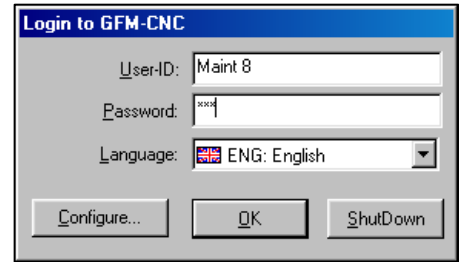 Login to GFM-CNC
User-ID: Maint 8
Password: ***
Language: ENG: English
Configure... OK ShutDown